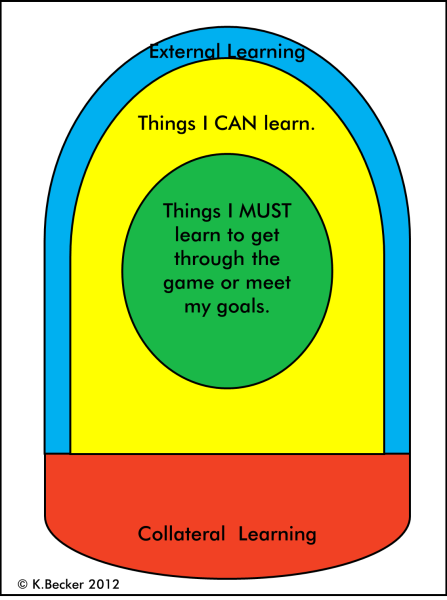 External Learning
Things I CAN learn.
Things I MUST
learn to get
through the
game or meet
my goals.
Collateral Learning
© K.Becker 2012